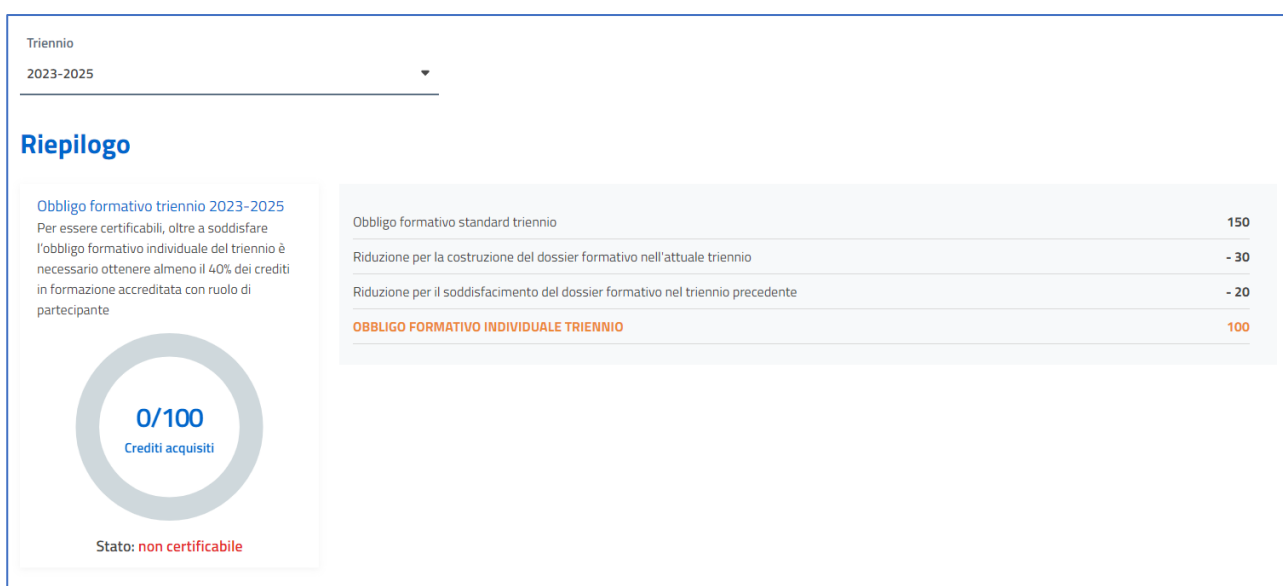 Triennio
2023-2025
Riepilogo
Obbligo formativo triennio 2023-2025
Per essere certificabili, oltre a soddisfare
l'obbligo formativo individuale del triennio è
necessario ottenere almeno il 40% dei crediti
in formazione accreditata con ruolo di
partecipante
0/100
Crediti acquisiti
Stato: non certificabile
Obbligo formativo standard triennio 150
Riduzione per la costruzione del dossier formativo nell'attuale triennio - 30
Riduzione per il soddisfacimento del dossier formativo nel triennio precedente - 20
OBBLIGO FORMATIVO INDIVIDUALE TRIENNIO 100